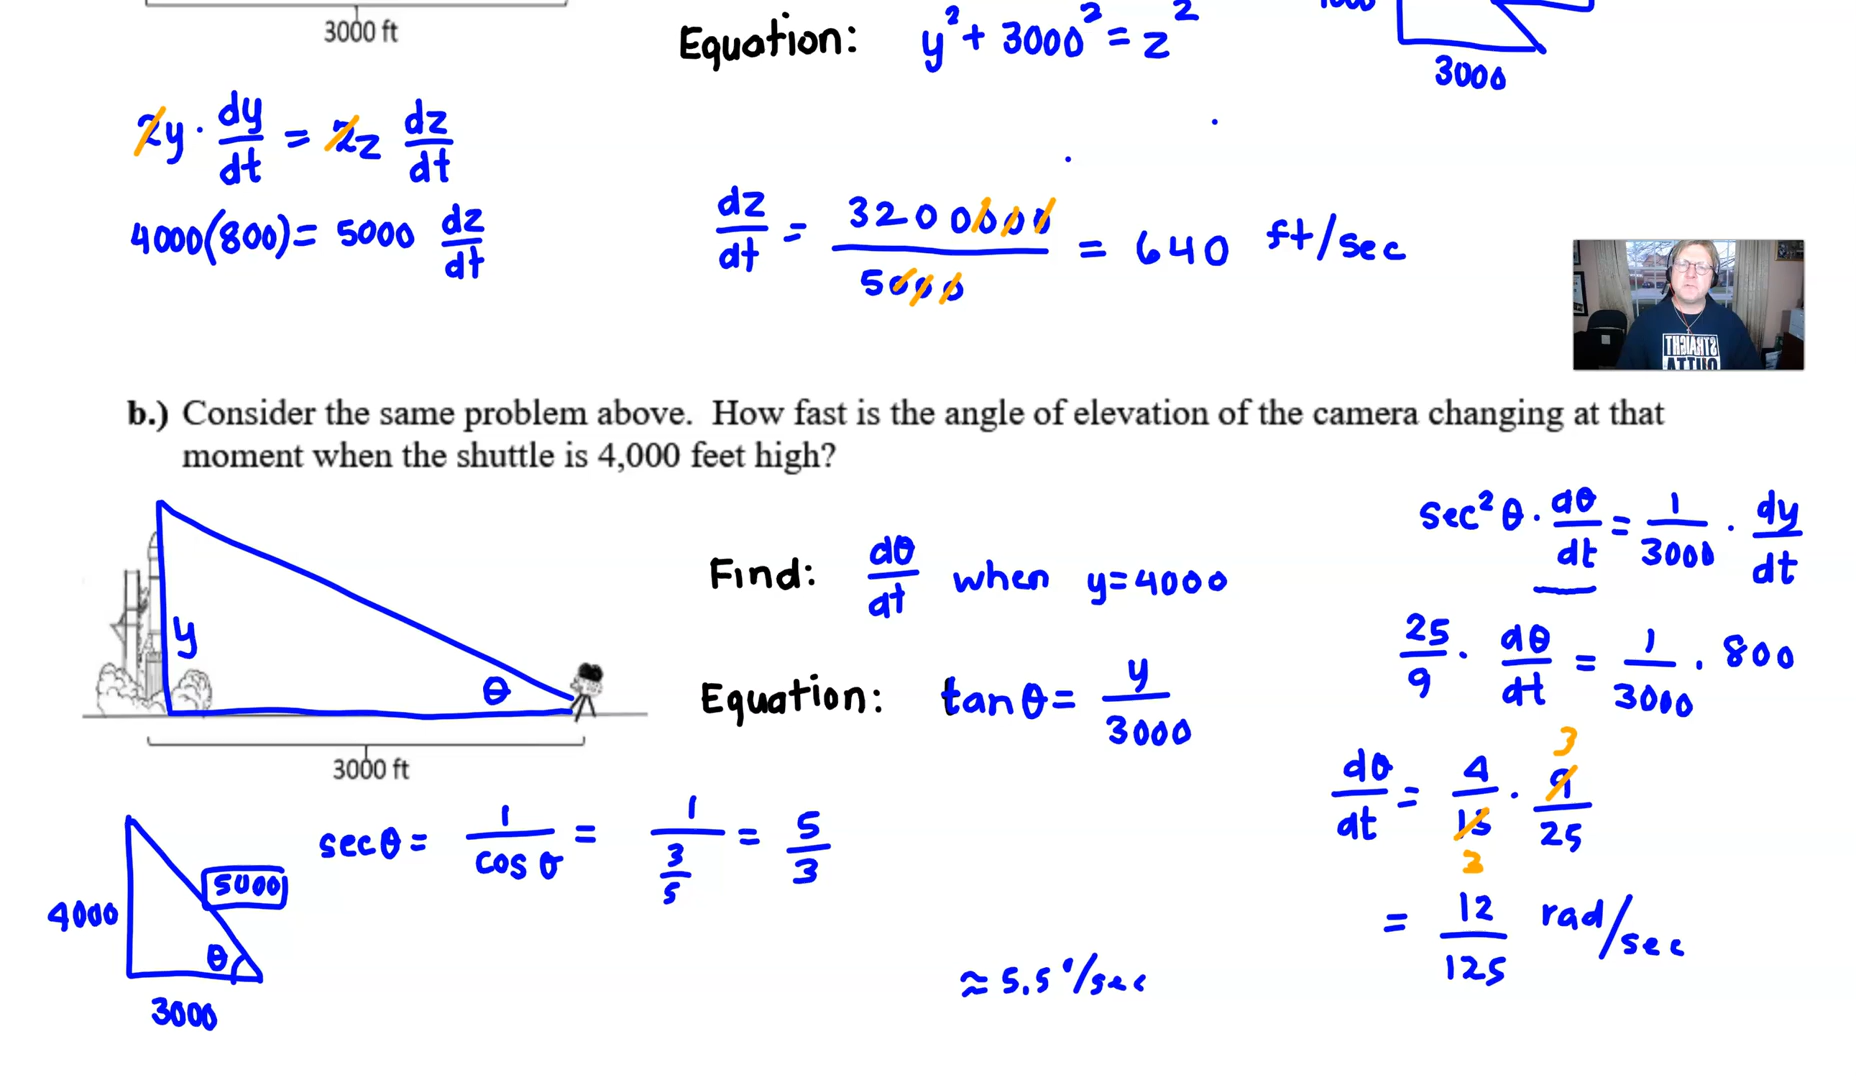 3000 ft
Equation: y² + 3000² = z²
3000
2y · dy/dt = 2z dz/dt
4000(800) = 5000 dz/dt
dz/dt = 3200000/5000 = 640 ft/sec
b.) Consider the same problem above. How fast is the angle of elevation of the camera changing at that
moment when the shuttle is 4,000 feet high?
y
θ
3000 ft
Find: dθ/dt when y=4000
Equation: tan θ = y/3000
sec² θ · dθ/dt = 1/3000 · dy/dt
25/9 · dθ/dt = 1/3000 · 800
dθ/dt = 4/15 · 9/25
3
3
= 12/125 rad/sec
4000
5000
θ
3000
sec θ = 1/cos θ = 1/(3/5) = 5/3
≈ 5.5°/sec
STRAIGHT